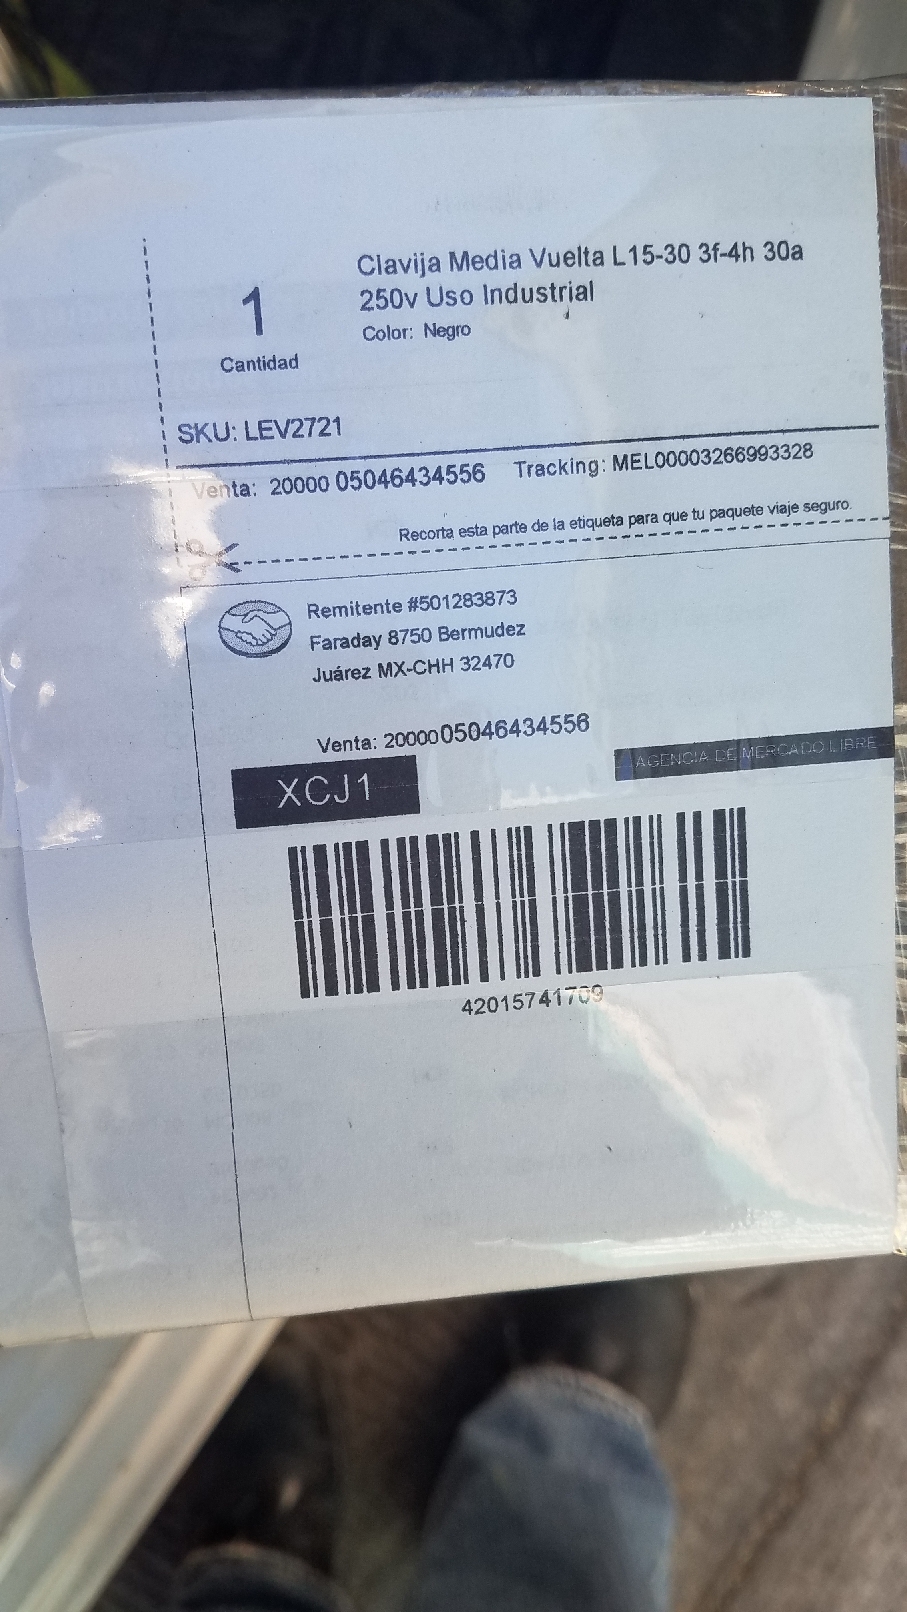 Clavija Media Vuelta L15-30 3f-4h 30a
250v Uso Industrial
Color: Negro
1
Cantidad
SKU: LEV2721
Venta: 20000 05046434556 Tracking: MEL00003266993328
Recorta esta parte de la etiqueta para que tu paquete viaje seguro.
Remitente #501283873
Faraday 8750 Bermudez
Juárez MX-CHH 32470
Venta: 2000005046434556
AGENCIA DE MERCADO LIBRE
XCJ1
42015741709